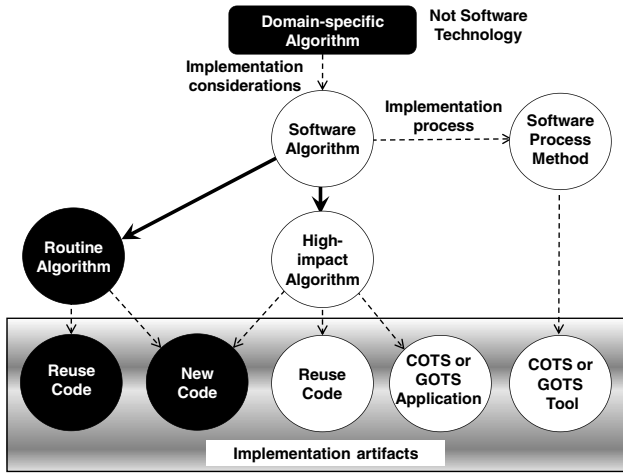 Domain-specific
Algorithm
Not Software
Technology
Implementation
considerations
Software
Algorithm
Implementation
process
Software
Process
Method
Routine
Algorithm
High-
impact
Algorithm
Reuse
Code
New
Code
Reuse
Code
COTS or
GOTS
Application
COTS or
GOTS
Tool
Implementation artifacts